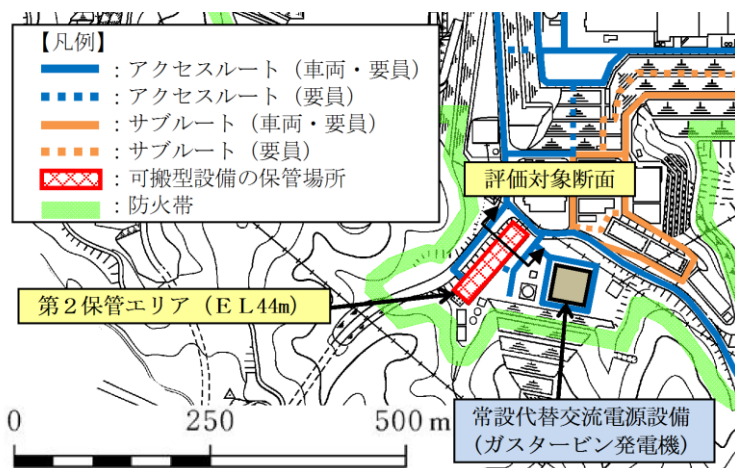 【凡例】
：アクセスルート（車両・要員）
：アクセスルート（要員）
：サブルート（車両・要員）
：サブルート（要員）
：可搬型設備の保管場所
：防火帯
評価対象断面
第２保管エリア（ＥＬ44m）
常設代替交流電源設備
（ガスタービン発電機）
0 250 500 m